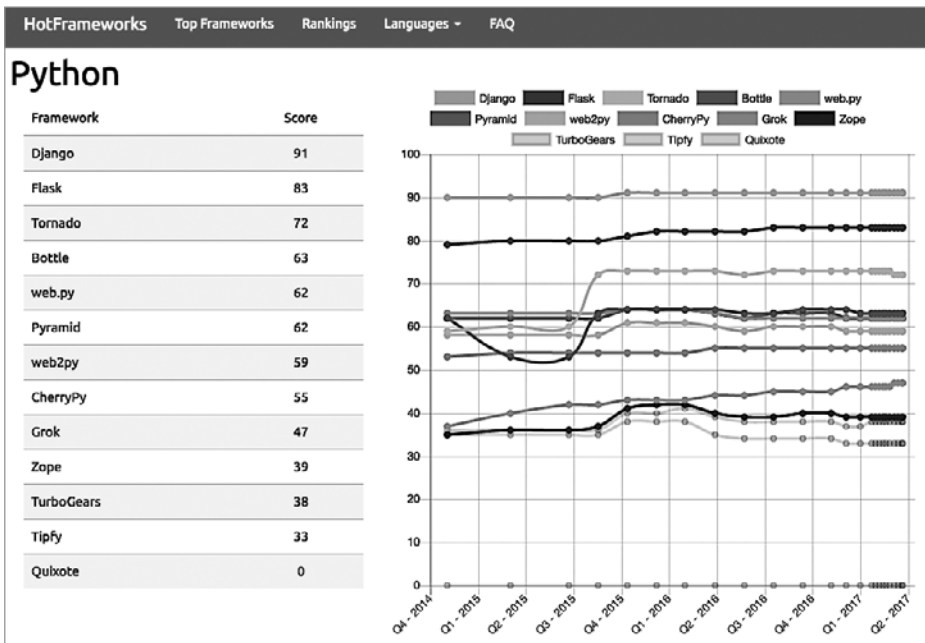 HotFrameworks Top Frameworks Rankings Languages FAQ
Python
Framework Score
Django 91
Flask 83
Tornado 72
Bottle 63
web.py 62
Pyramid 62
web2py 59
CherryPy 55
Grok 47
Zope 39
TurboGears 38
Tipfy 33
Quixote 0
Django Flask Tornado Bottle web.py
Pyramid web2py CherryPy Grok Zope
TurboGears Tipfy Quixote
100
90
80
70
60
50
40
30
20
10
0
Q4 - 2014 Q1 - 2015 Q2 - 2015 Q3 - 2015 Q4 - 2015 Q1 - 2016 Q2 - 2016 Q3 - 2016 Q4 - 2016 Q1 - 2017 Q2 - 2017